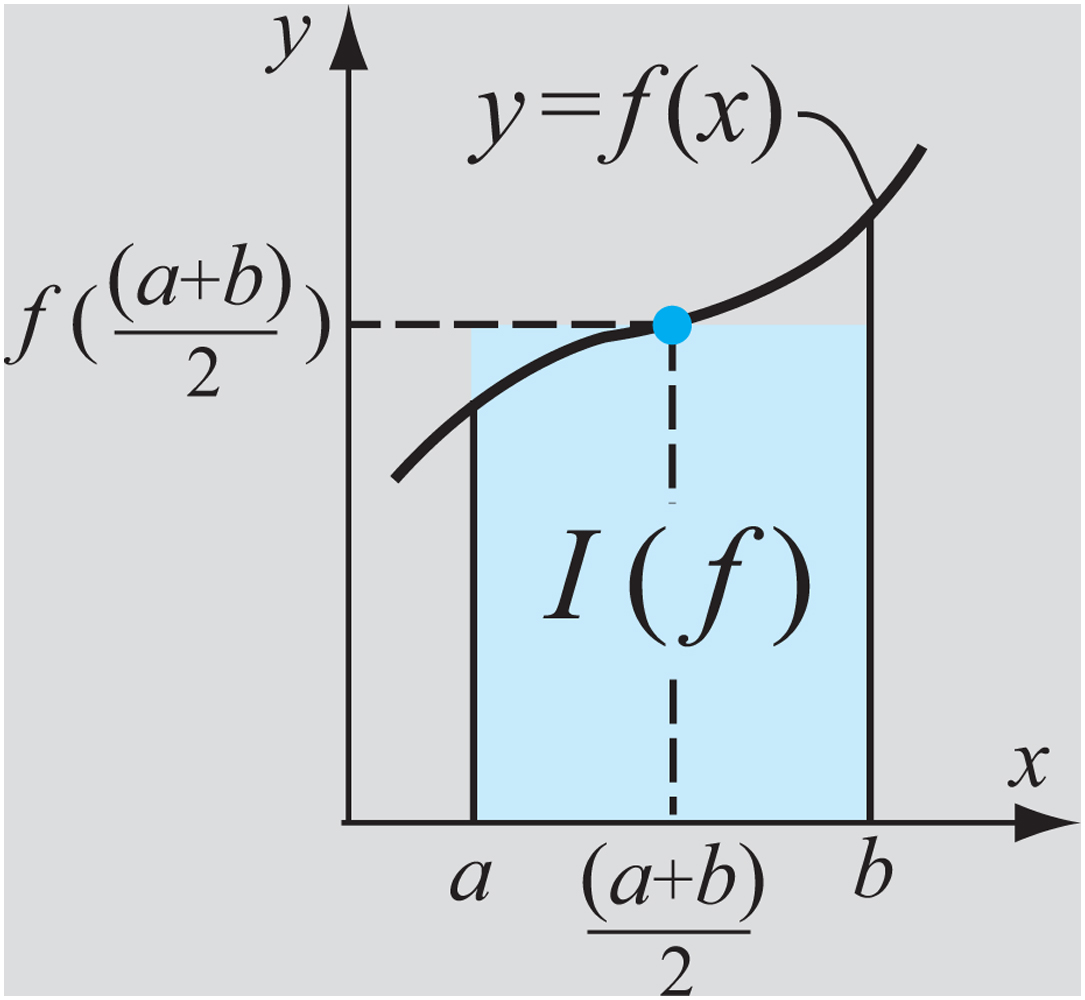 y
y=f(x)
f((a+b)/2)
I(f)
x
a
(a+b)/2
b